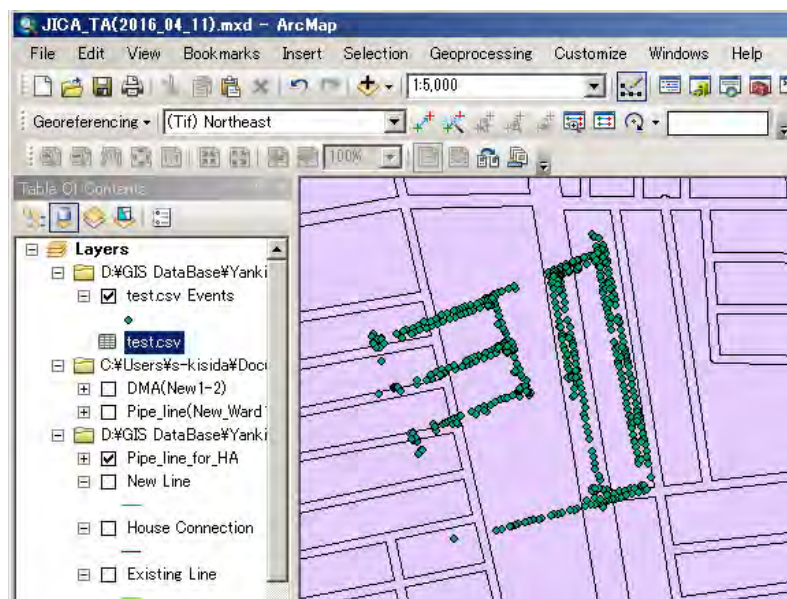 JICA_TA(2016_04_11).mxd - ArcMap
File Edit View Bookmarks Insert Selection Geoprocessing Customize Windows Help
1:5,000
Georeferencing (Tif) Northeast
100%
Table Of Contents
Layers
D:¥GIS DataBase¥Yanki
test.csv Events
test.csv
C:¥Users¥s-kisida¥Docu
DMA(New1-2)
Pipe_line(New_Ward
D:¥GIS DataBase¥Yanki
Pipe_line_for_HA
New Line
House Connection
Existing Line